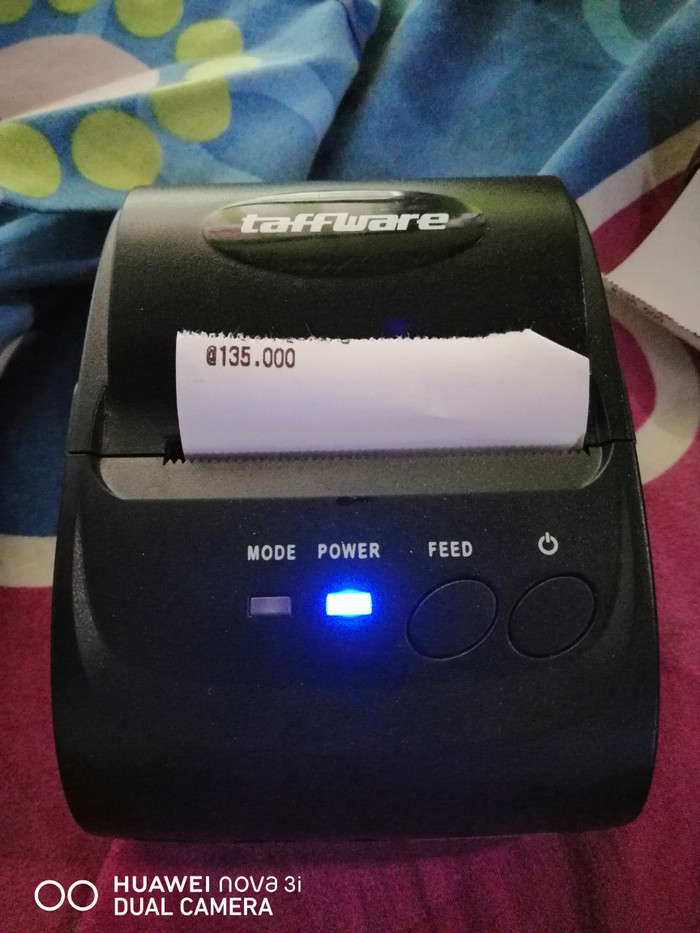 taffware
@135.000
MODE POWER FEED
HUAWEI nova 3i
DUAL CAMERA